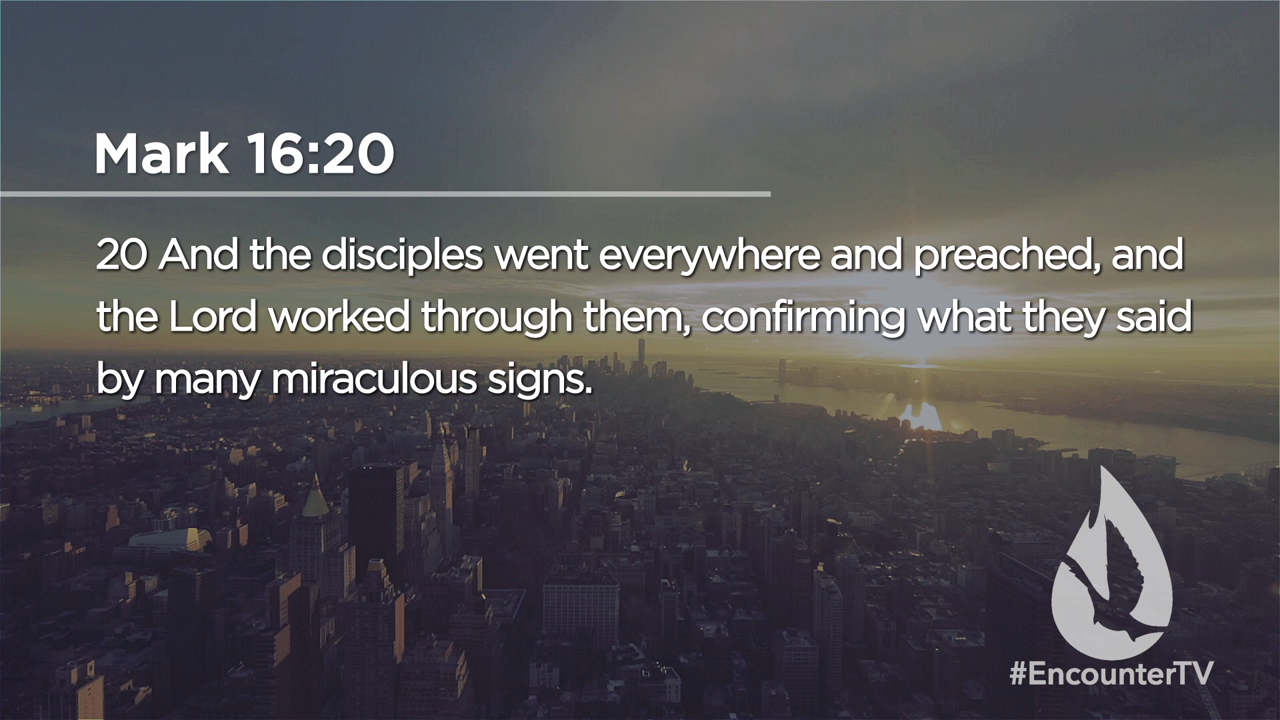 Mark 16:20
20 And the disciples went everywhere and preached, and
the Lord worked through them, confirming what they said
by many miraculous signs.
#EncounterTV